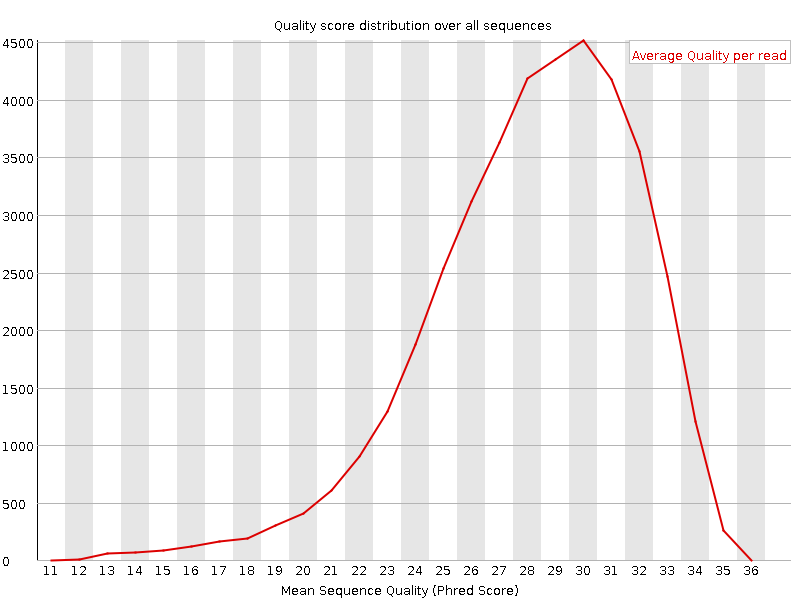 Quality score distribution over all sequences
Average Quality per read
4500
4000
3500
3000
2500
2000
1500
1000
500
0
11 12 13 14 15 16 17 18 19 20 21 22 23 24 25 26 27 28 29 30 31 32 33 34 35 36
Mean Sequence Quality (Phred Score)